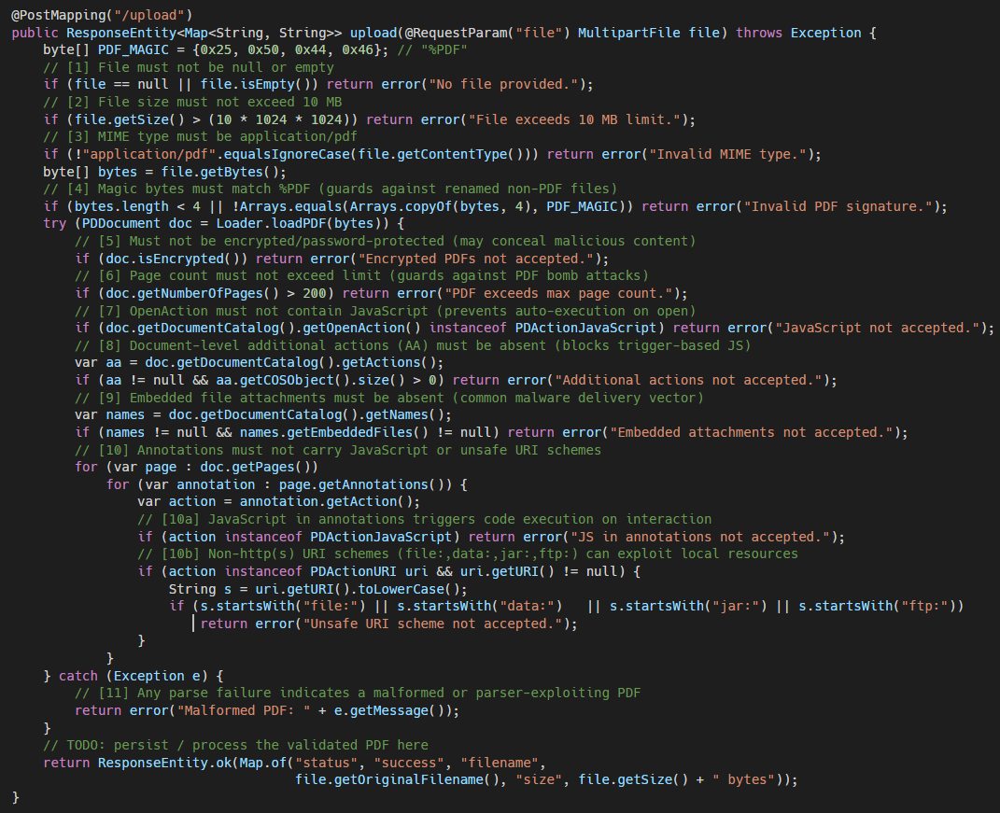 @PostMapping("/upload")
public ResponseEntity<Map<String, String>> upload(@RequestParam("file") MultipartFile file) throws Exception {
    byte[] PDF_MAGIC = {0x25, 0x50, 0x44, 0x46}; // "%PDF"
    // [1] File must not be null or empty
    if (file == null || file.isEmpty()) return error("No file provided.");
    // [2] File size must not exceed 10 MB
    if (file.getSize() > (10 * 1024 * 1024)) return error("File exceeds 10 MB limit.");
    // [3] MIME type must be application/pdf
    if (!"application/pdf".equalsIgnoreCase(file.getContentType())) return error("Invalid MIME type.");
    byte[] bytes = file.getBytes();
    // [4] Magic bytes must match %PDF (guards against renamed non-PDF files)
    if (bytes.length < 4 || !Arrays.equals(Arrays.copyOf(bytes, 4), PDF_MAGIC)) return error("Invalid PDF signature.");
    try (PDDocument doc = Loader.loadPDF(bytes)) {
        // [5] Must not be encrypted/password-protected (may conceal malicious content)
        if (doc.isEncrypted()) return error("Encrypted PDFs not accepted.");
        // [6] Page count must not exceed limit (guards against PDF bomb attacks)
        if (doc.getNumberOfPages() > 200) return error("PDF exceeds max page count.");
        // [7] OpenAction must not contain JavaScript (prevents auto-execution on open)
        if (doc.getDocumentCatalog().getOpenAction() instanceof PDActionJavaScript) return error("JavaScript not accepted.");
        // [8] Document-level additional actions (AA) must be absent (blocks trigger-based JS)
        var aa = doc.getDocumentCatalog().getActions();
        if (aa != null && aa.getCOSObject().size() > 0) return error("Additional actions not accepted.");
        // [9] Embedded file attachments must be absent (common malware delivery vector)
        var names = doc.getDocumentCatalog().getNames();
        if (names != null && names.getEmbeddedFiles() != null) return error("Embedded attachments not accepted.");
        // [10] Annotations must not carry JavaScript or unsafe URI schemes
        for (var page : doc.getPages())
            for (var annotation : page.getAnnotations()) {
                var action = annotation.getAction();
                // [10a] JavaScript in annotations triggers code execution on interaction
                if (action instanceof PDActionJavaScript) return error("JS in annotations not accepted.");
                // [10b] Non-http(s) URI schemes (file:,data:,jar:,ftp:) can exploit local resources
                if (action instanceof PDActionURI uri && uri.getURI() != null) {
                    String s = uri.getURI().toLowerCase();
                    if (s.startsWith("file:") || s.startsWith("data:")   || s.startsWith("jar:") || s.startsWith("ftp:"))
                        return error("Unsafe URI scheme not accepted.");
                }
            }
    } catch (Exception e) {
        // [11] Any parse failure indicates a malformed or parser-exploiting PDF
        return error("Malformed PDF: " + e.getMessage());
    }
    // TODO: persist / process the validated PDF here
    return ResponseEntity.ok(Map.of("status", "success", "filename",
                                    file.getOriginalFilename(), "size", file.getSize() + " bytes"));
}